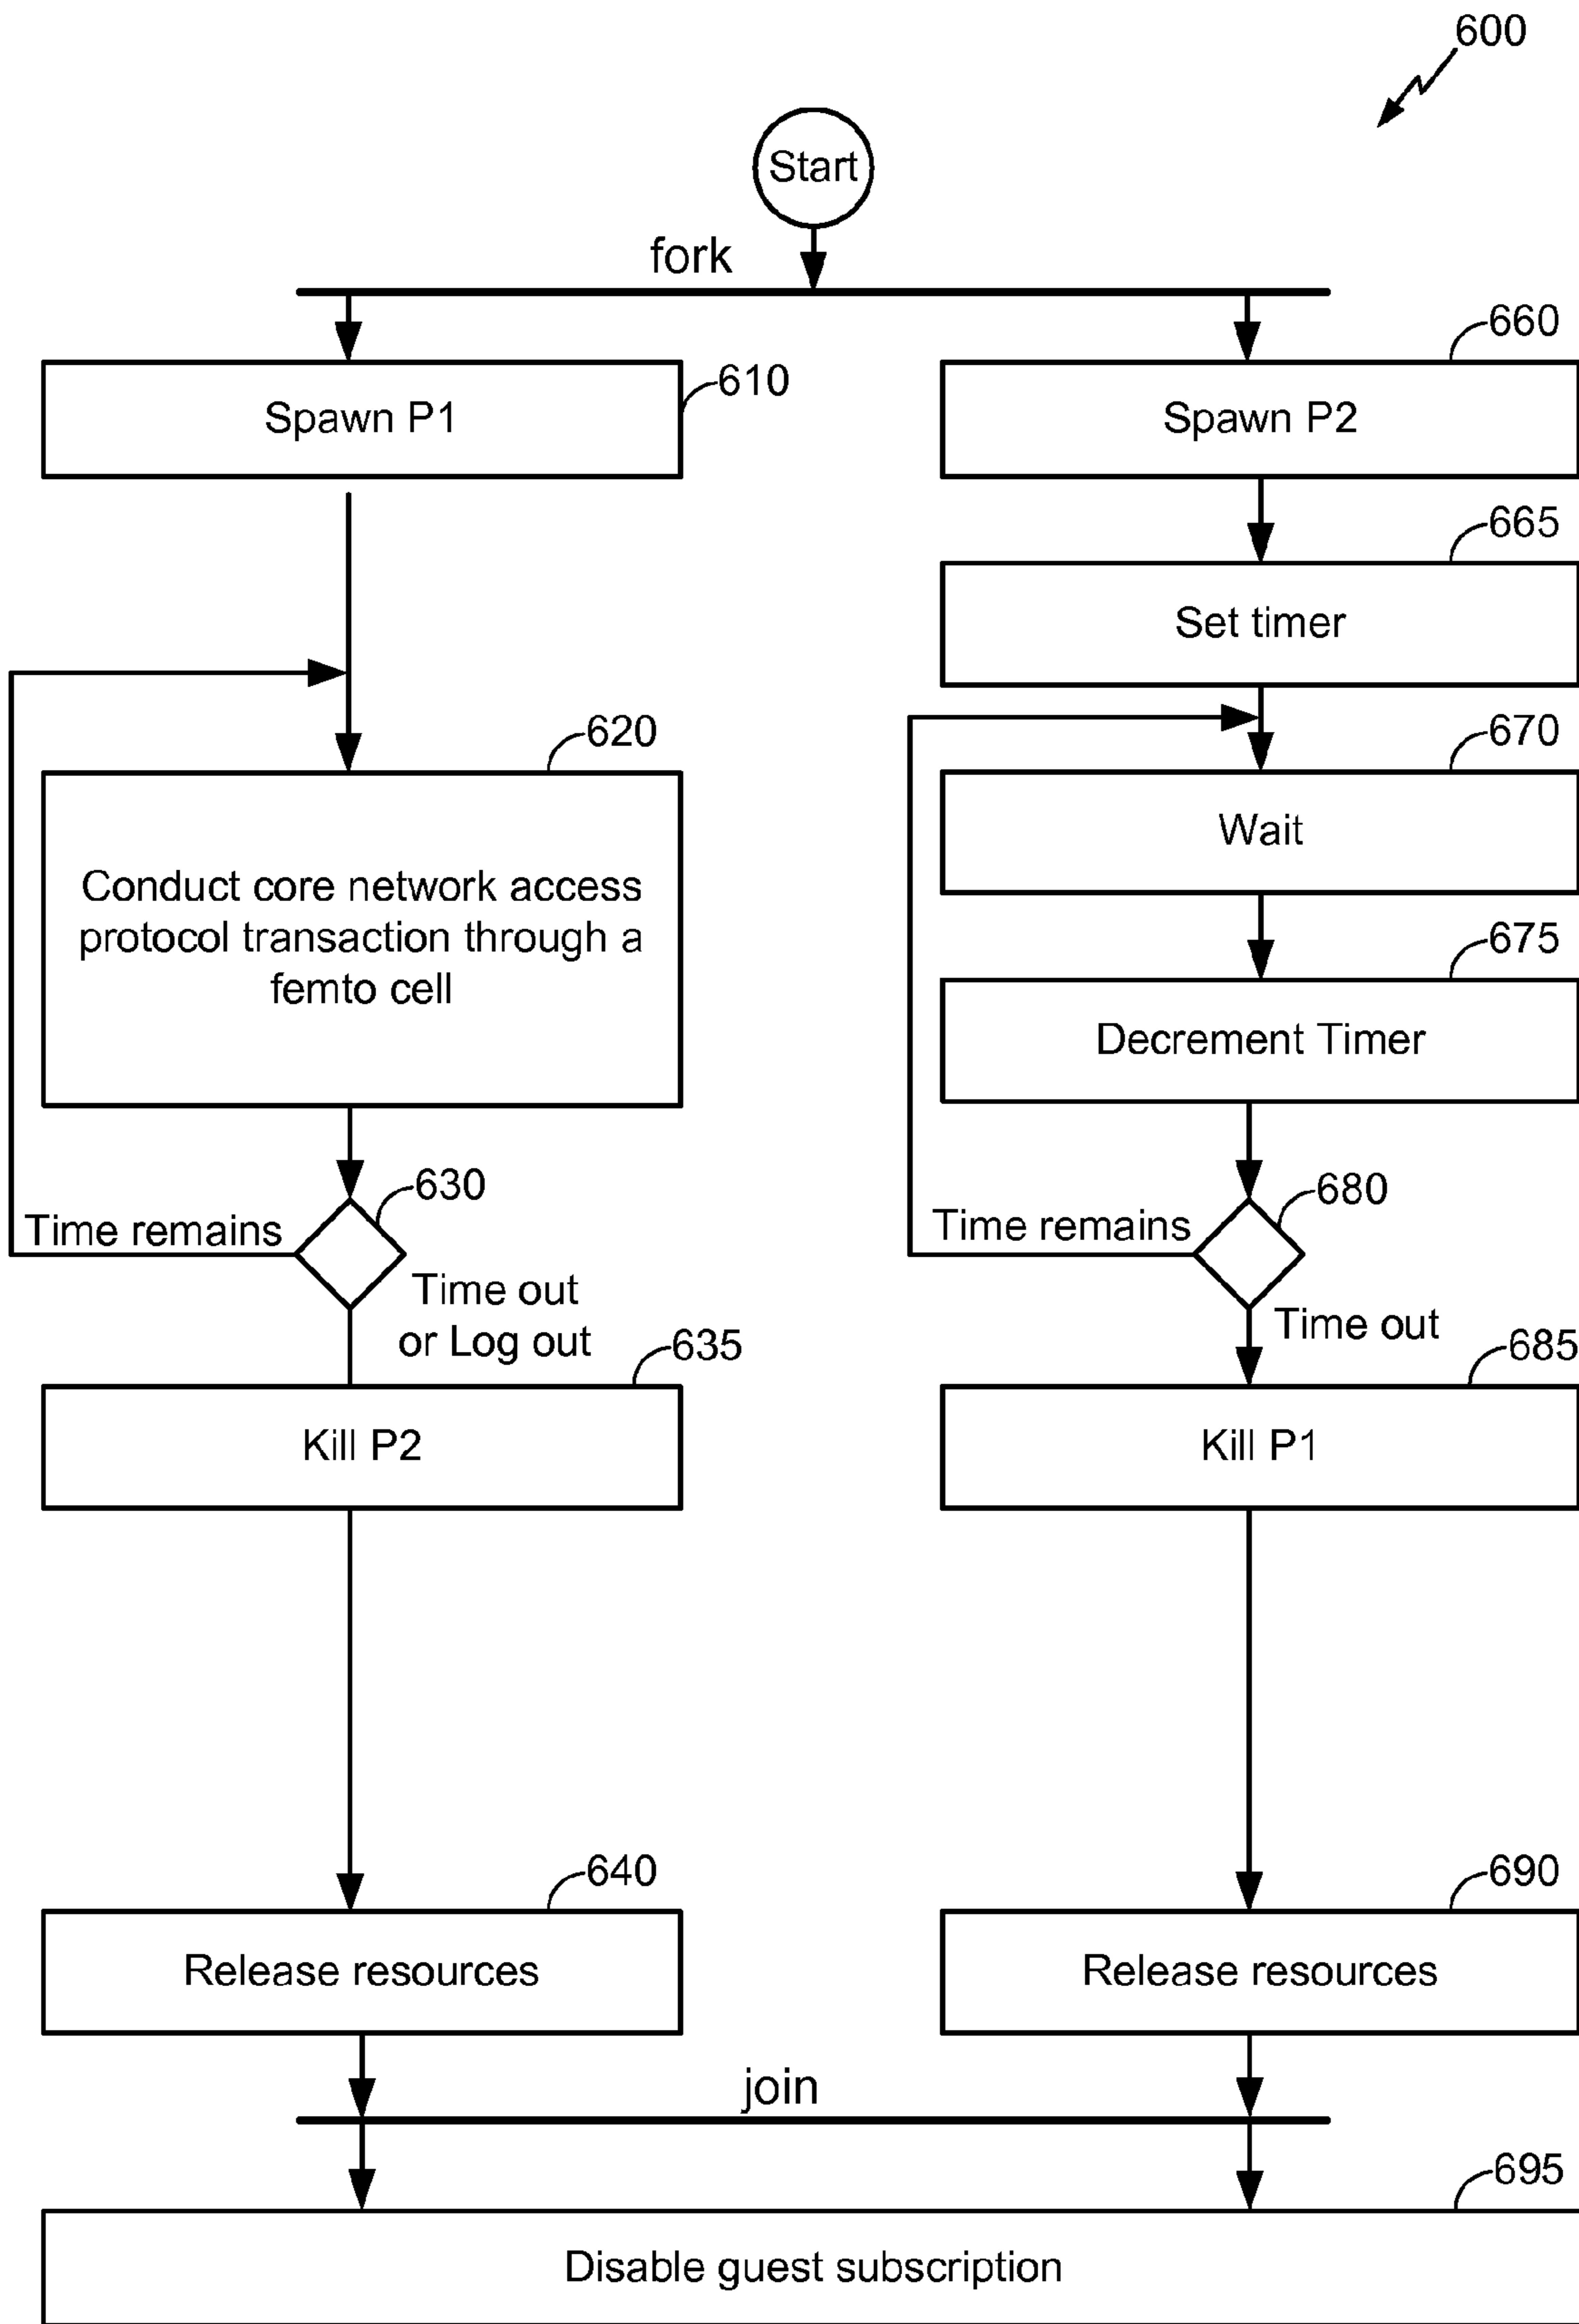 600
Start
fork
660
610
Spawn P1
Spawn P2
665
Set timer
620
670
Wait
Conduct core network access
protocol transaction through a
femto cell
675
Decrement Timer
630
680
Time remains
Time remains
Time out
or Log out
Time out
635
685
Kill P2
Kill P1
640
690
Release resources
Release resources
join
695
Disable guest subscription